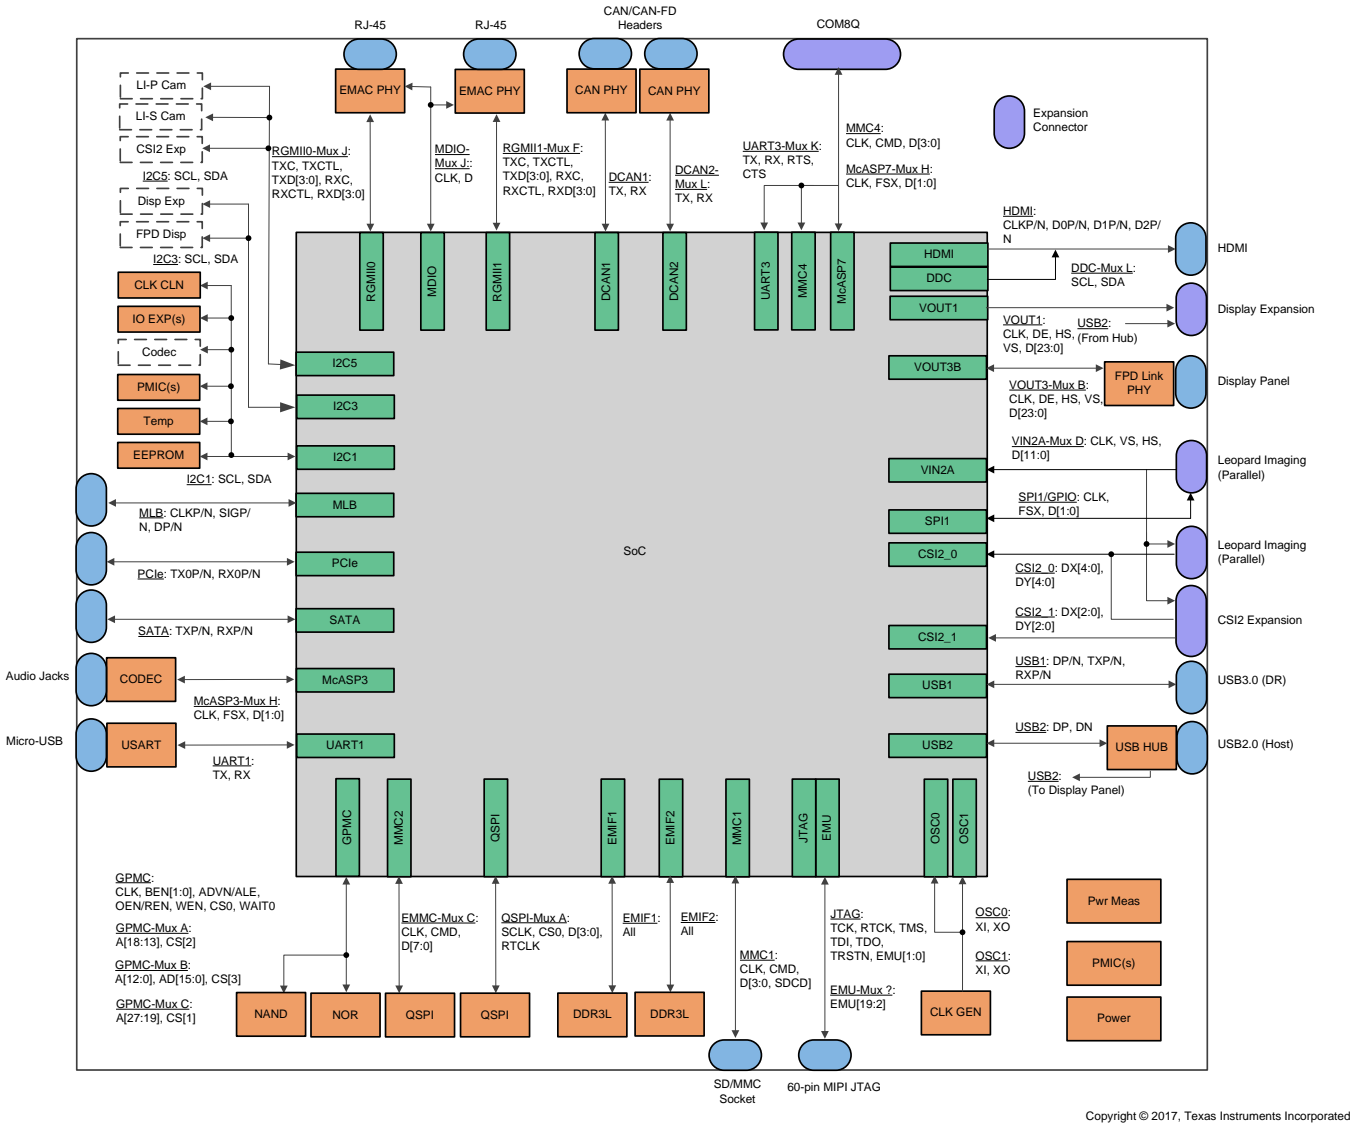 RJ-45
RJ-45
CAN/CAN-FD
Headers
COM8Q
EMAC PHY
EMAC PHY
CAN PHY
CAN PHY
LI-P Cam
LI-S Cam
CSI2 Exp
I2C5: SCL, SDA
Disp Exp
FPD Disp
I2C3: SCL, SDA
CLK CLN
IO EXP(s)
Codec
PMIC(s)
Temp
EEPROM
I2C1: SCL, SDA
RGMII0-Mux J:
TXC, TXCTL,
TXD[3:0], RXC,
RXCTL, RXD[3:0]
MDIO-
Mux J::
CLK, D
RGMII1-Mux F:
TXC, TXCTL,
TXD[3:0], RXC,
RXCTL, RXD[3:0]
DCAN1:
TX, RX
DCAN2-
Mux L:
TX, RX
UART3-Mux K:
TX, RX, RTS,
CTS
MMC4:
CLK, CMD, D[3:0]
McASP7-Mux H:
CLK, FSX, D[1:0]
Expansion
Connector
HDMI:
CLKP/N, D0P/N, D1P/N, D2P/
N
HDMI
DDC-Mux L:
SCL, SDA
Display Expansion
VOUT1:
CLK, DE, HS,
VS, D[23:0]
USB2:
(From Hub)
FPD Link
PHY
Display Panel
VOUT3-Mux B:
CLK, DE, HS, VS,
D[23:0]
VIN2A-Mux D: CLK, VS, HS,
D[11:0]
Leopard Imaging
(Parallel)
SPI1/GPIO: CLK,
FSX, D[1:0]
Leopard Imaging
(Parallel)
CSI2_0: DX[4:0],
DY[4:0]
CSI2_1: DX[2:0],
DY[2:0]
CSI2 Expansion
USB1: DP/N, TXP/N,
RXP/N
USB3.0 (DR)
USB2: DP, DN
USB HUB
USB2.0 (Host)
USB2:
(To Display Panel)
RGMII0
MDIO
RGMII1
DCAN1
DCAN2
UART3
MMC4
McASP7
HDMI
DDC
VOUT1
VOUT3B
VIN2A
SPI1
CSI2_0
CSI2_1
USB1
USB2
I2C5
I2C3
I2C1
MLB
PCIe
SATA
McASP3
UART1
SoC
MLB: CLKP/N, SIGP/
N, DP/N
PCIe: TX0P/N, RX0P/N
SATA: TXP/N, RXP/N
Audio Jacks
CODEC
McASP3-Mux H:
CLK, FSX, D[1:0]
Micro-USB
USART
UART1:
TX, RX
GPMC
MMC2
QSPI
EMIF1
EMIF2
MMC1
JTAG
EMU
OSC0
OSC1
GPMC:
CLK, BEN[1:0], ADVN/ALE,
OEN/REN, WEN, CS0, WAIT0
GPMC-Mux A:
A[18:13], CS[2]
GPMC-Mux B:
A[12:0], AD[15:0], CS[3]
GPMC-Mux C:
A[27:19], CS[1]
EMMC-Mux C:
CLK, CMD,
D[7:0]
QSPI-Mux A:
SCLK, CS0, D[3:0],
RTCLK
EMIF1:
All
EMIF2:
All
MMC1:
CLK, CMD,
D[3:0, SDCD]
JTAG:
TCK, RTCK, TMS,
TDI, TDO,
TRSTN, EMU[1:0]
EMU-Mux ?:
EMU[19:2]
OSC0:
XI, XO
OSC1:
XI, XO
NAND
NOR
QSPI
QSPI
DDR3L
DDR3L
CLK GEN
Pwr Meas
PMIC(s)
Power
SD/MMC
Socket
60-pin MIPI JTAG
Copyright © 2017, Texas Instruments Incorporated